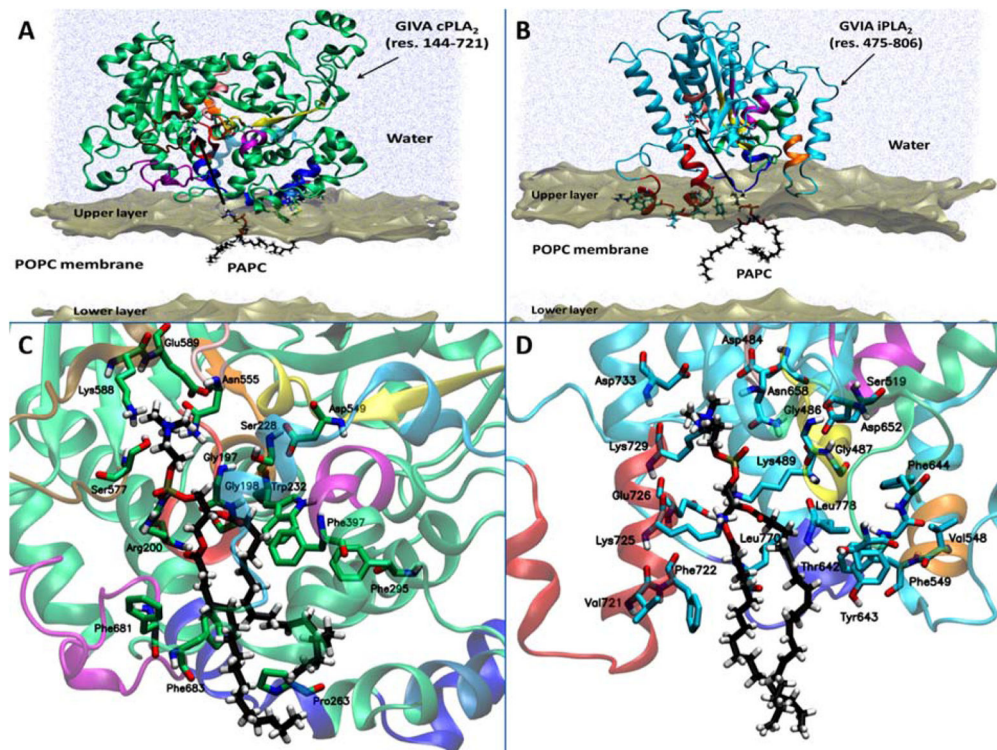 A
GIVA cPLA₂
(res. 144-721)
Water
Upper layer
POPC membrane
PAPC
Lower layer
B
GVIA iPLA₂
(res. 475-806)
Water
Upper layer
POPC membrane
PAPC
Lower layer
C
Glu589
Lys588
Asn555
Asp549
Ser228
Gly197
Ser577
Gly198
Trp232
Phe397
Arg200
Phe295
Phe681
Phe683
Pro263
D
Asp484
Asp733
Asn658
Ser519
Gly486
Asp652
Lys729
Gly487
Lys489
Phe644
Glu726
Leu778
Val548
Lys725
Leu770
Thr642
Phe549
Phe722
Tyr643
Val721